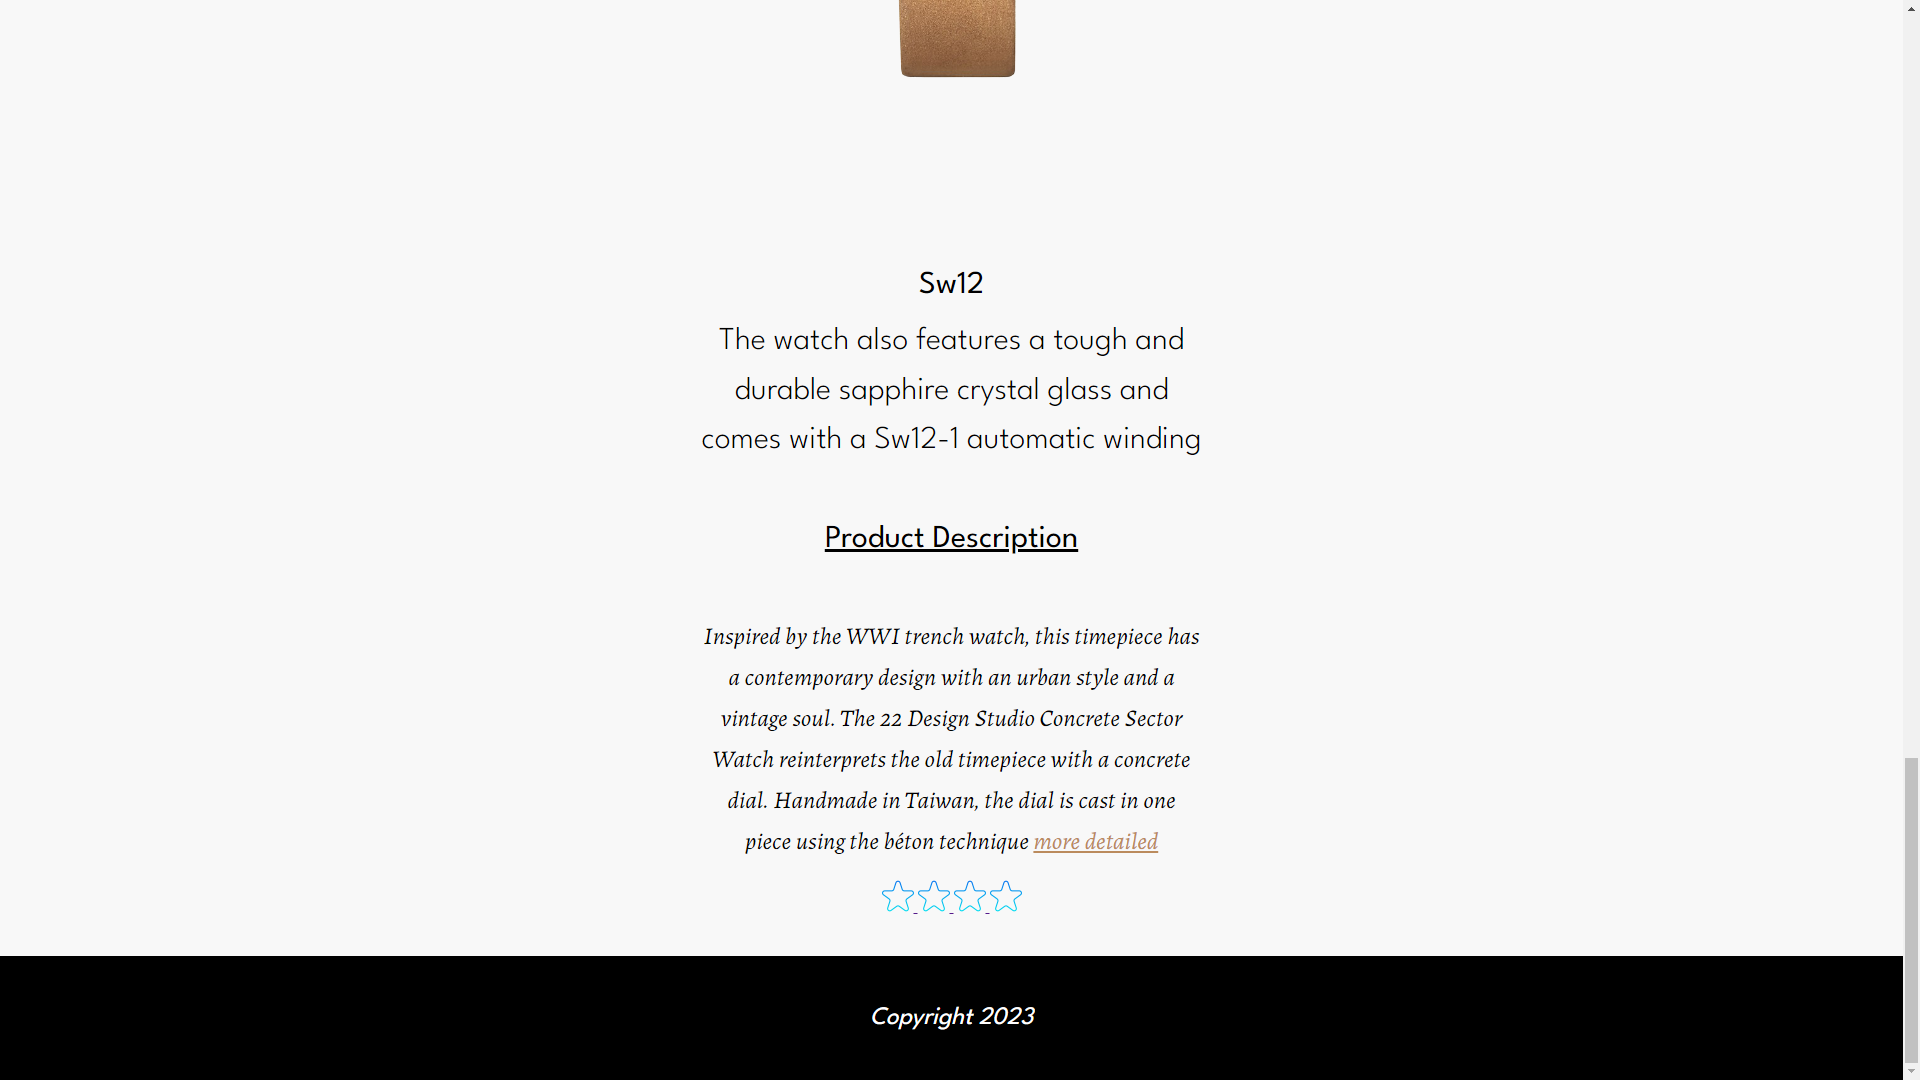 Sw12
The watch also features a tough and
durable sapphire crystal glass and
comes with a Sw12-1 automatic winding
Product Description
Inspired by the WWI trench watch, this timepiece has
a contemporary design with an urban style and a
vintage soul. The 22 Design Studio Concrete Sector
Watch reinterprets the old timepiece with a concrete
dial. Handmade in Taiwan, the dial is cast in one
piece using the béton technique more detailed
Copyright 2023